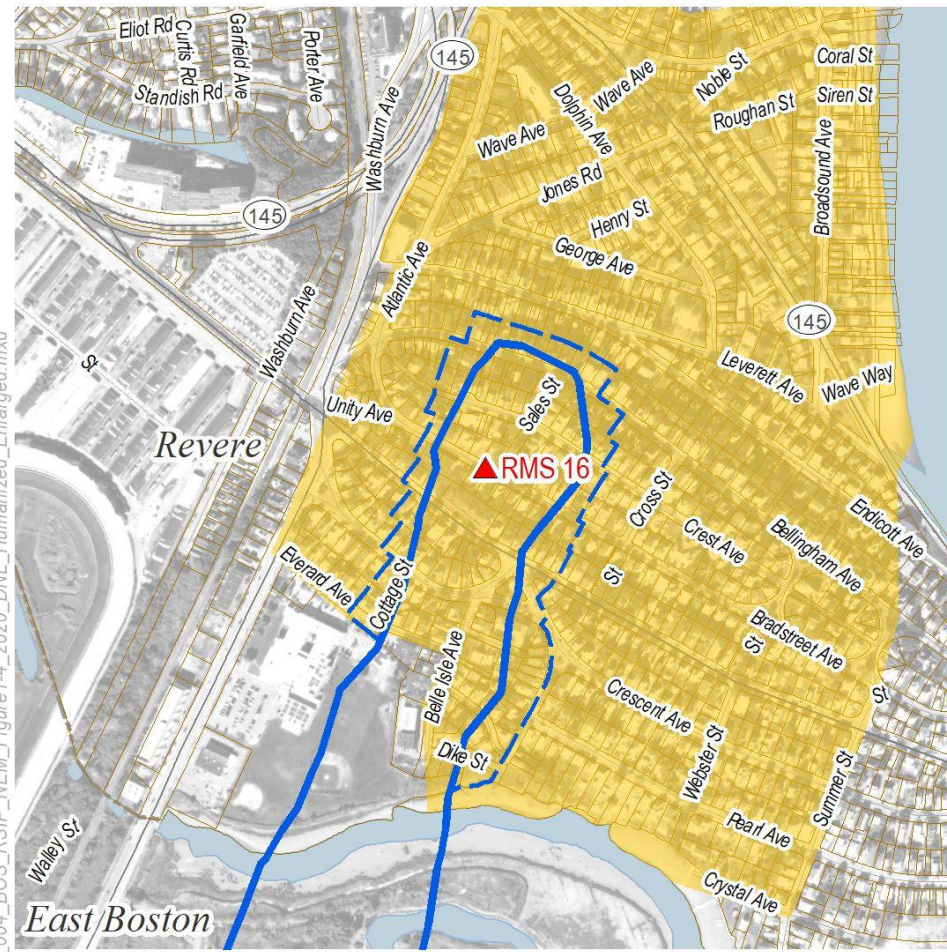 Eliot Rd
Curtis Rd
Garfield Ave
Porter Ave
Standish Rd
145
Washburn Ave
Wave Ave
Dolphin Ave
Wave Ave
Noble St
Coral St
Siren St
Roughan St
Broadsound Ave
Jones Rd
Henry St
145
George Ave
Atlantic Ave
Washburn Ave
145
St
Leverett Ave
Wave Way
Unity Ave
Sales St
Revere
RMS 16
Cross St
Crest Ave
Bellingham Ave
Endicott Ave
St
Everard Ave
Cottage St
Bradstreet Ave
St
Belle Isle Ave
Crescent Ave
St
Webster St
Dike St
Summer St
Pearl Ave
Walley St
Crystal Ave
East Boston